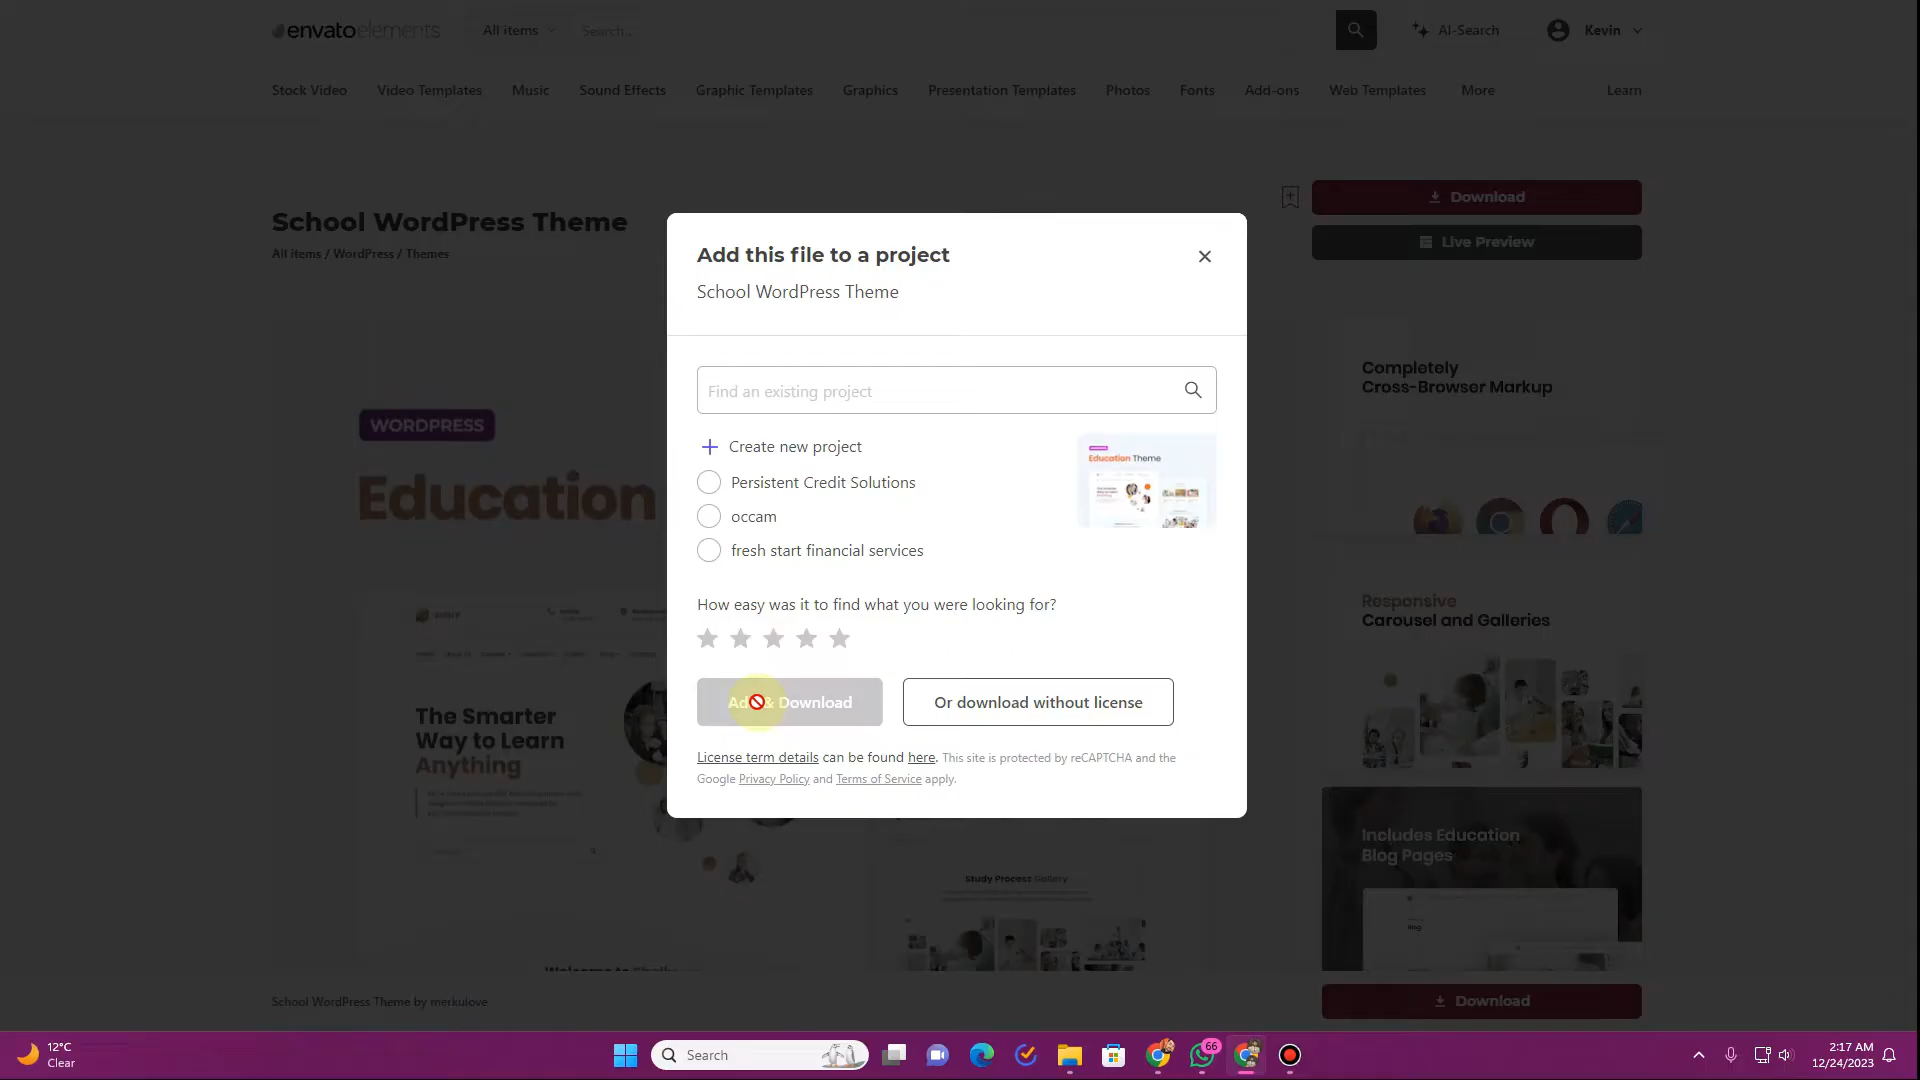 envato elements
All items
Search...
AI-Search
Kevin
Stock Video
Video Templates
Music
Sound Effects
Graphic Templates
Graphics
Presentation Templates
Photos
Fonts
Add-ons
Web Templates
More
Learn
School WordPress Theme
All items / WordPress / Themes
Download
Live Preview
Add this file to a project
School WordPress Theme
Find an existing project
Create new project
Persistent Credit Solutions
occam
fresh start financial services
Education Theme
How easy was it to find what you were looking for?
Add & Download
Or download without license
License term details can be found here. This site is protected by reCAPTCHA and the
Google Privacy Policy and Terms of Service apply.
WORDPRESS
Education
The Smarter
Way to Learn
Anything
Study Process Gallery
Completely
Cross-Browser Markup
Responsive
Carousel and Galleries
Includes Education
Blog Pages
Blog
School WordPress Theme by merkulove
Download
12°C
Clear
Search
66
2:17 AM
12/24/2023